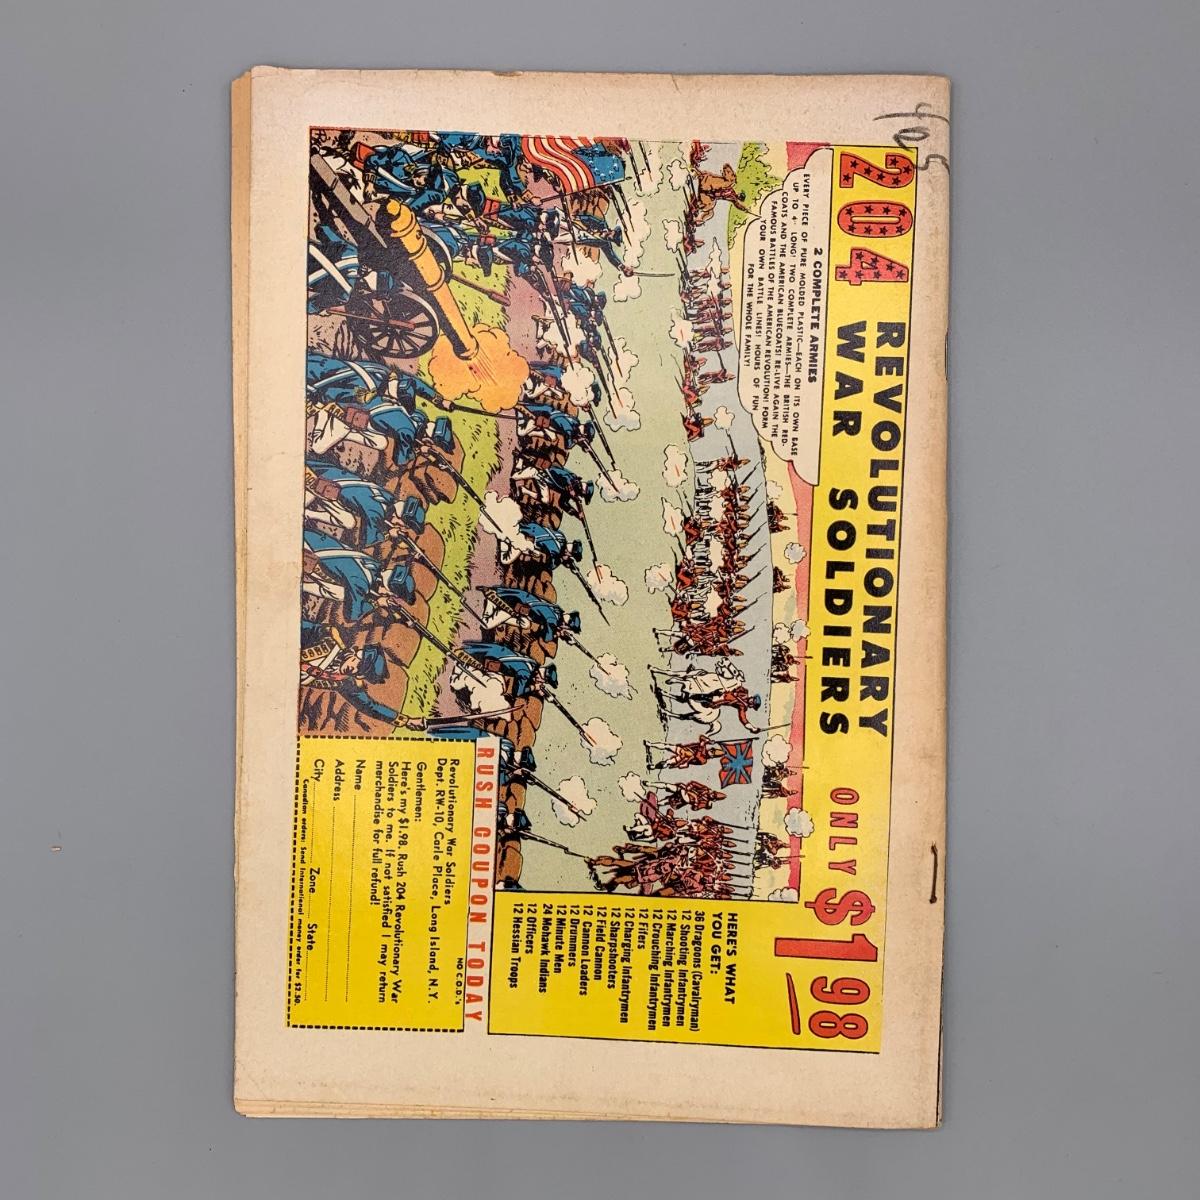 405
204 REVOLUTIONARY
WAR SOLDIERS
ONLY $1 98
2 COMPLETE ARMIES
EVERY PIECE OF PURE MOLDED PLASTIC—EACH ON ITS OWN BASE
UP TO 4" LONG! TWO COMPLETE ARMIES—THE BRITISH RED-
COATS AND THE AMERICAN BLUECOATS! RE-LIVE AGAIN THE
FAMOUS BATTLES OF THE AMERICAN REVOLUTION! FORM
YOUR OWN BATTLE LINES! HOURS OF FUN
FOR THE WHOLE FAMILY!
HERE'S WHAT
YOU GET:
36 Dragoons (Cavalryman)
12 Shooting Infantrymen
12 Marching Infantrymen
12 Crouching Infantrymen
12 Fifers
12 Charging Infantrymen
12 Sharpshooters
12 Field Cannon
12 Cannon Loaders
12 Drummers
12 Minute Men
24 Mohawk Indians
12 Officers
12 Hessian Troops
RUSH COUPON TODAY
NO C.O.D.'s
Revolutionary War Soldiers
Dept. RW-10, Carle Place, Long Island, N.Y.
Gentlemen:
Here's my $1.98. Rush 204 Revolutionary War
Soldiers to me. If not satisfied I may return
merchandise for full refund!
Name
Address
City Zone State
Canadian orders: Send International money order for $2.50.